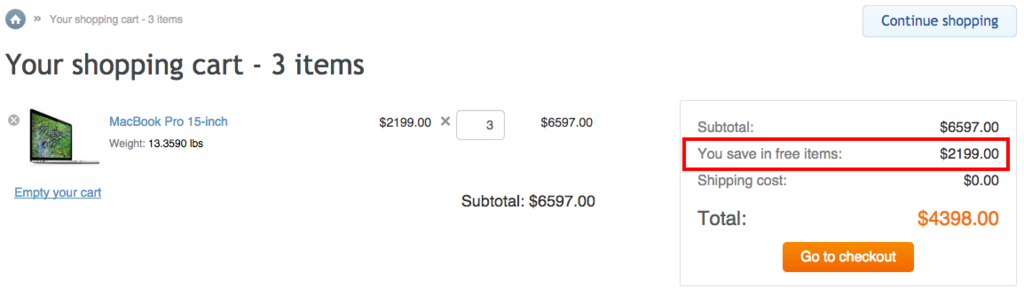 » Your shopping cart - 3 items
Continue shopping
Your shopping cart - 3 items
MacBook Pro 15-inch
$2199.00 × 3 $6597.00
Weight: 13.3590 lbs
Empty your cart
Subtotal: $6597.00
Subtotal: $6597.00
You save in free items: $2199.00
Shipping cost: $0.00
Total: $4398.00
Go to checkout